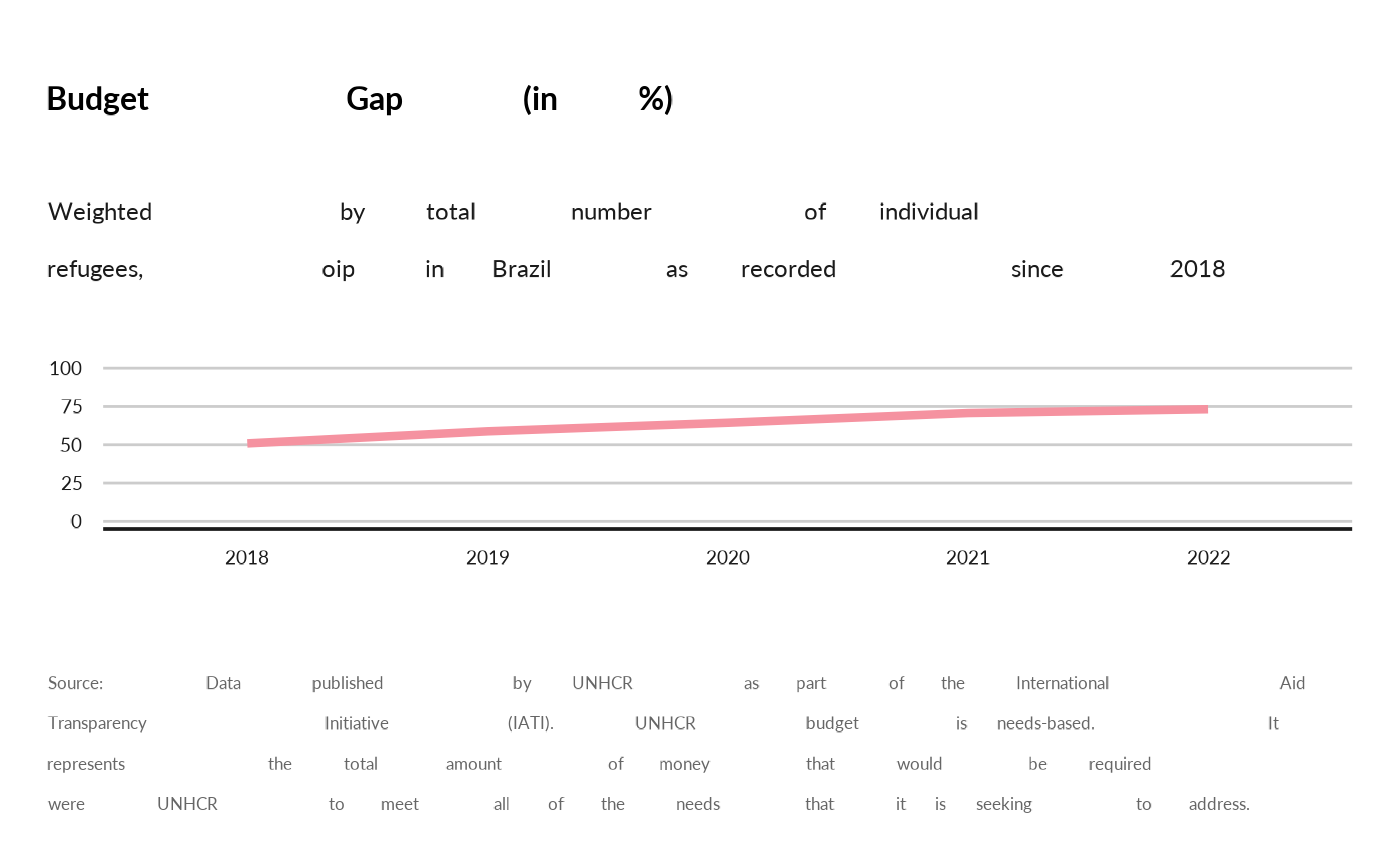 Budget Gap (in %)
Weighted by total number of individual
refugees, oip in Brazil as recorded since 2018
100
75
50
25
0
2018 2019 2020 2021 2022
Source: Data published by UNHCR as part of the International Aid
Transparency Initiative (IATI). UNHCR budget is needs-based. It
represents the total amount of money that would be required
were UNHCR to meet all of the needs that it is seeking to address.